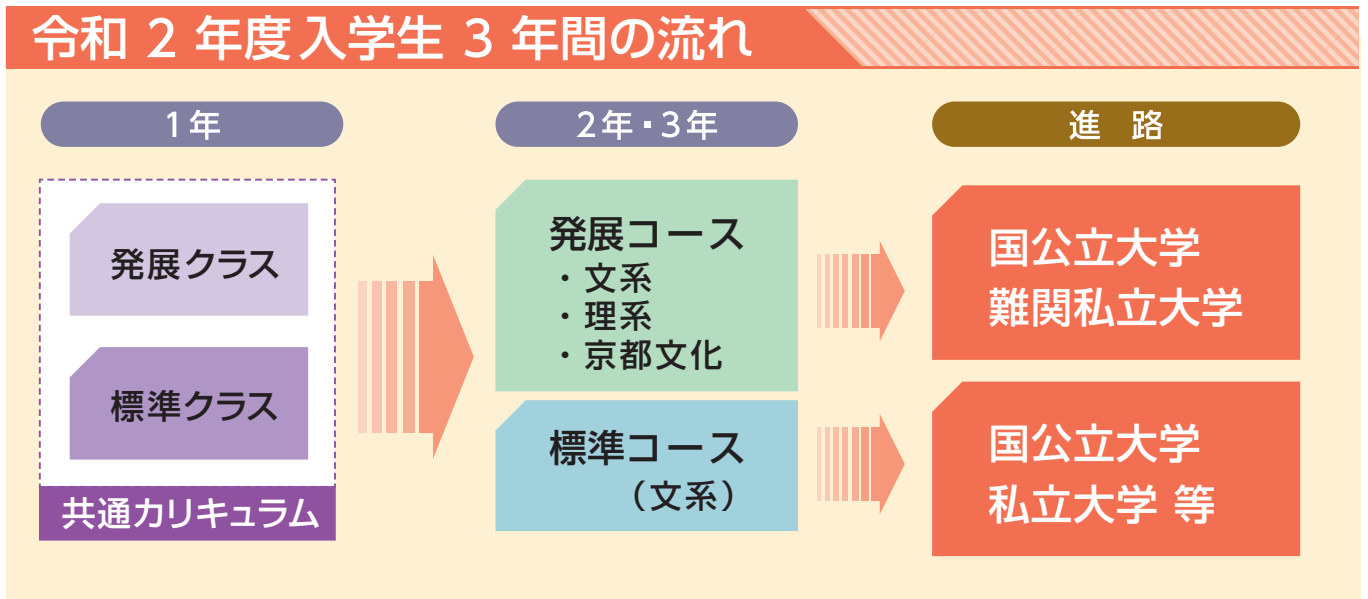 令和 2 年度入学生 3 年間の流れ
1年
発展クラス
標準クラス
共通カリキュラム
2年・3年
発展コース
・文系
・理系
・京都文化
標準コース
（文系）
進 路
国公立大学
難関私立大学
国公立大学
私立大学 等